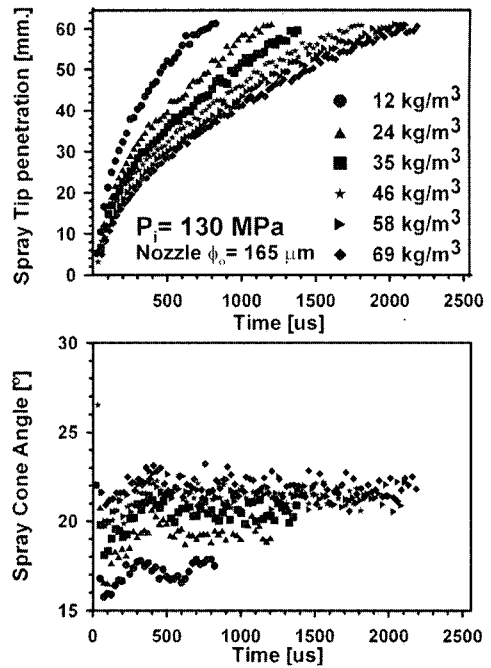 Spray Tip penetration [mm.]
60
50
40
30
20
10
0
12 kg/m³
24 kg/m³
35 kg/m³
46 kg/m³
58 kg/m³
69 kg/m³
Pᵢ= 130 MPa
Nozzle ϕₒ= 165 μm
500 1000 1500 2000 2500
Time [us]
Spray Cone Angle [º]
30
25
20
15
0 500 1000 1500 2000 2500
Time [us]